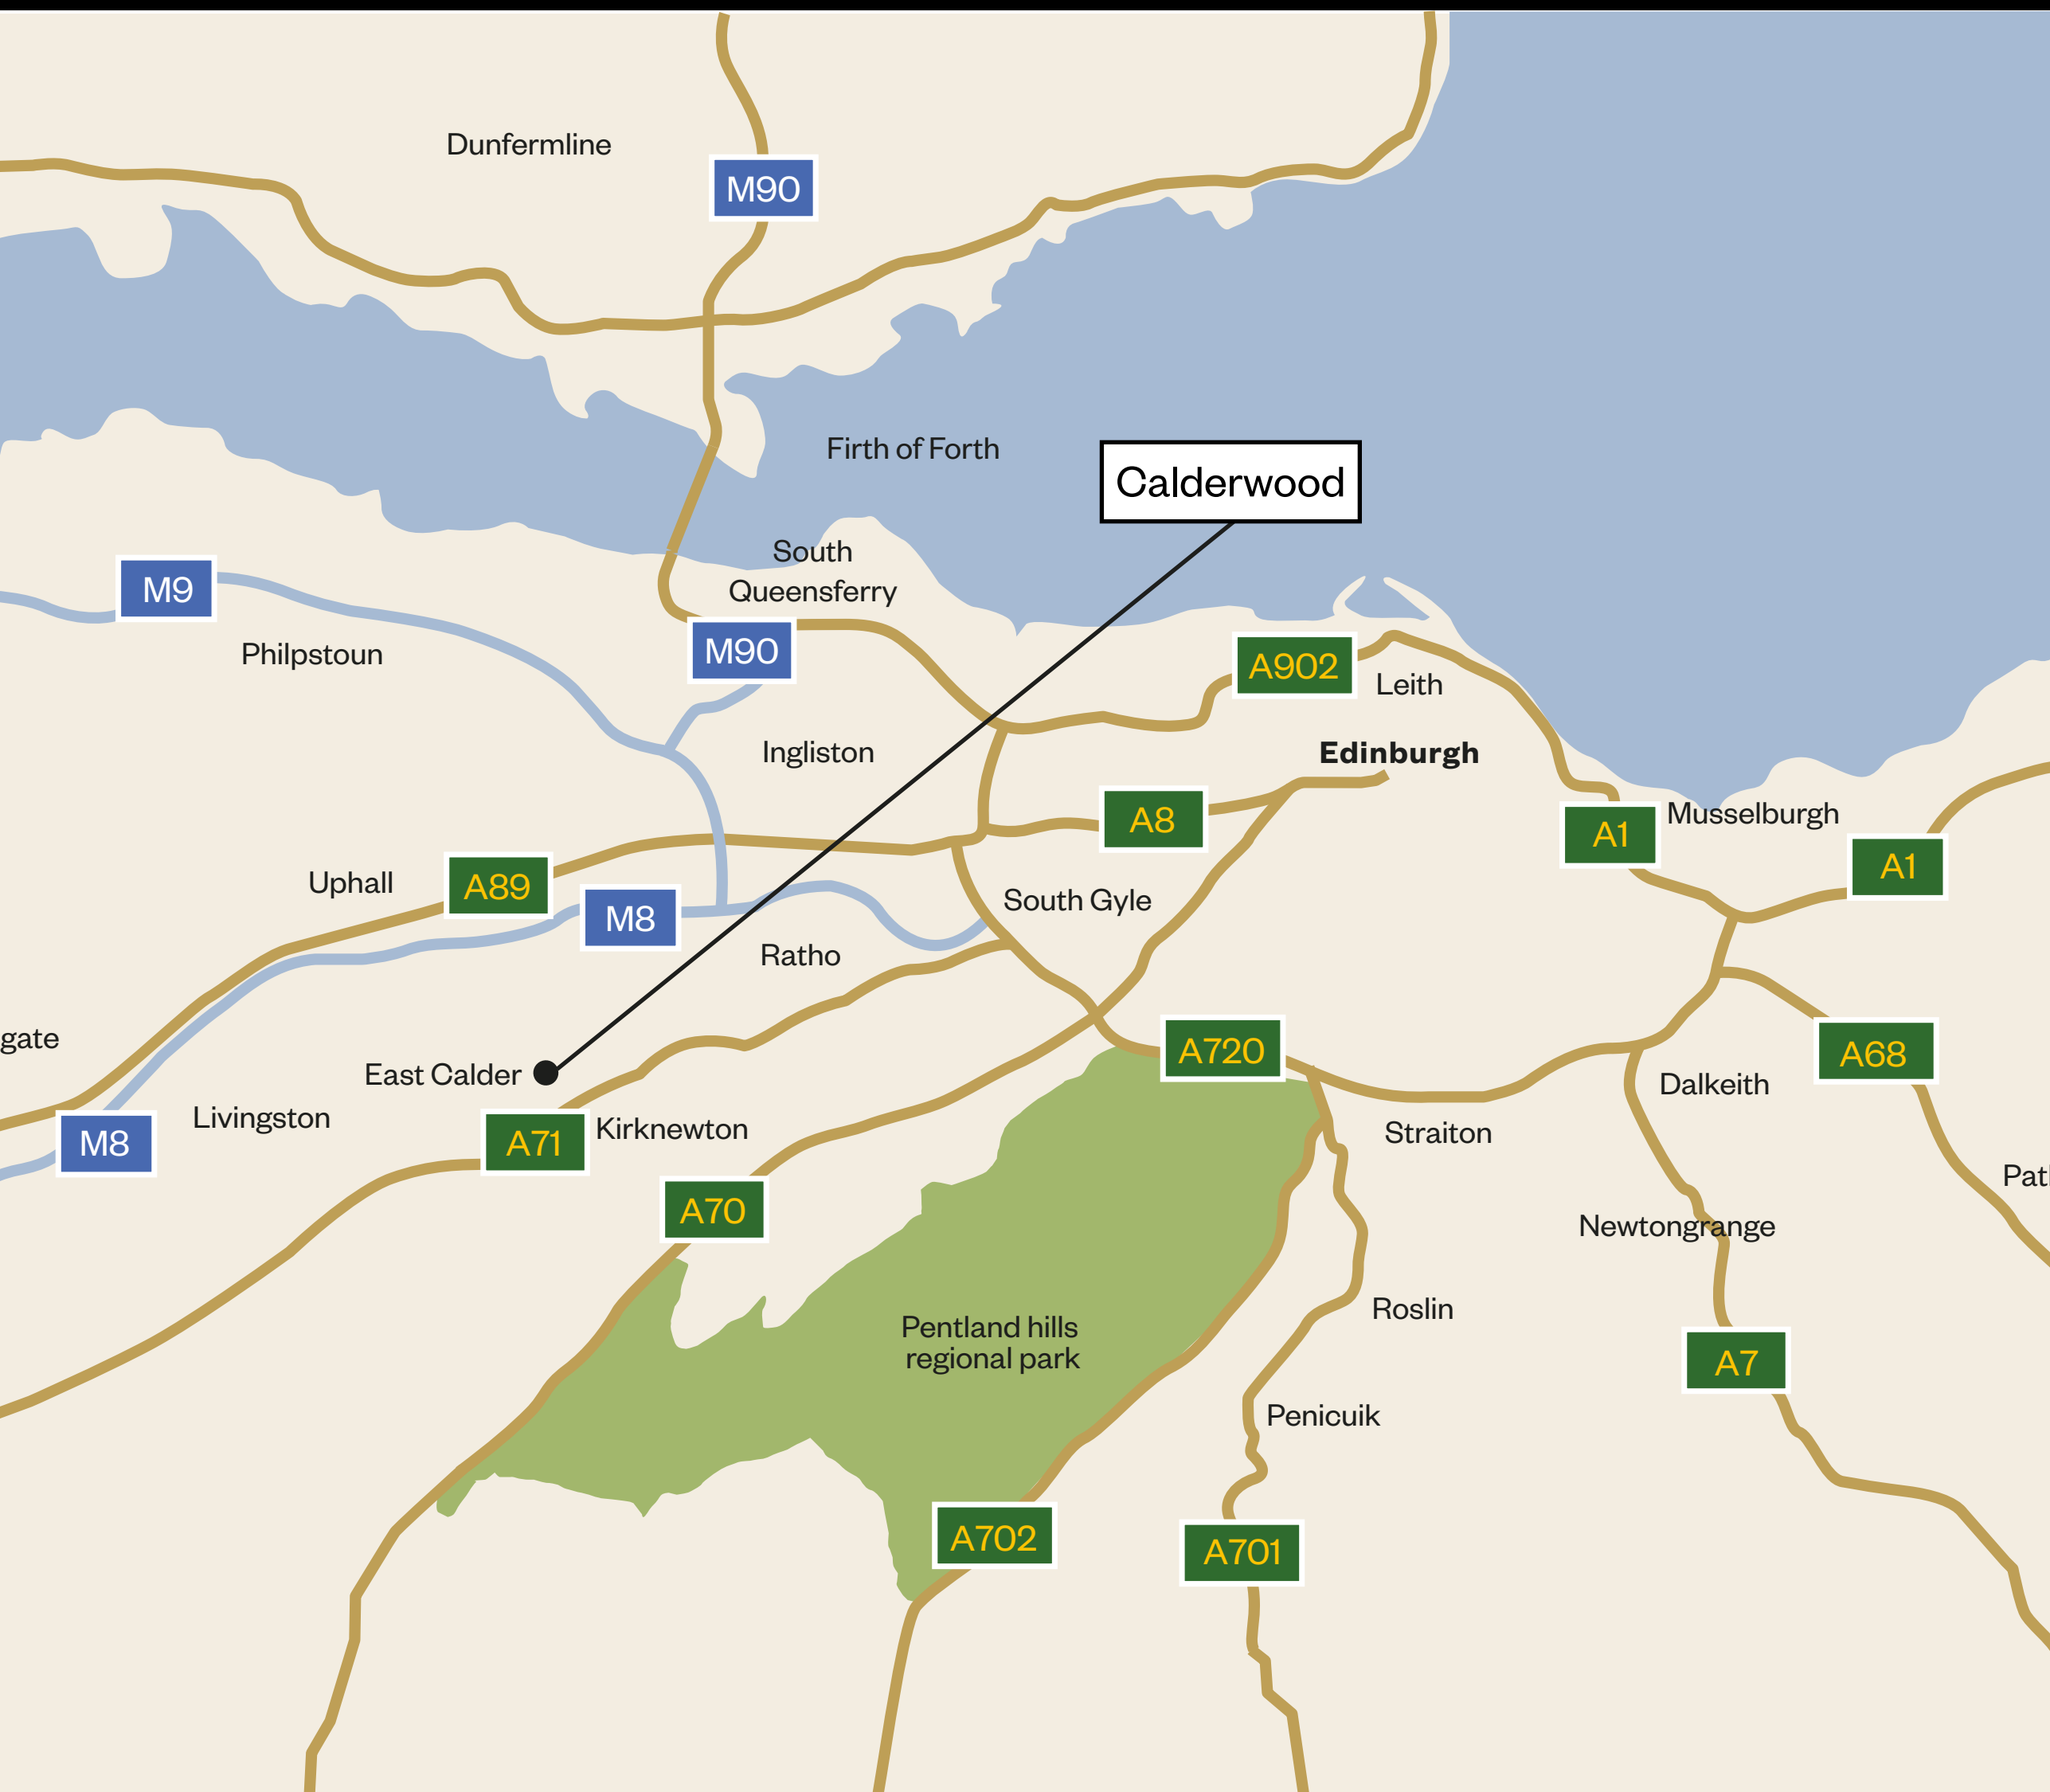 Dunfermline
M90
Firth of Forth
Calderwood
South
Queensferry
M9
M90
Philpstoun
A902
Leith
Ingliston
Edinburgh
A8
Musselburgh
A1
A1
Uphall
A89
M8
South Gyle
Ratho
gate
East Calder
A720
A68
Dalkeith
Livingston
M8
A71
Kirknewton
Straiton
Pat
A70
Newtongrange
Roslin
Pentland hills
regional park
A7
Penicuik
A702
A701